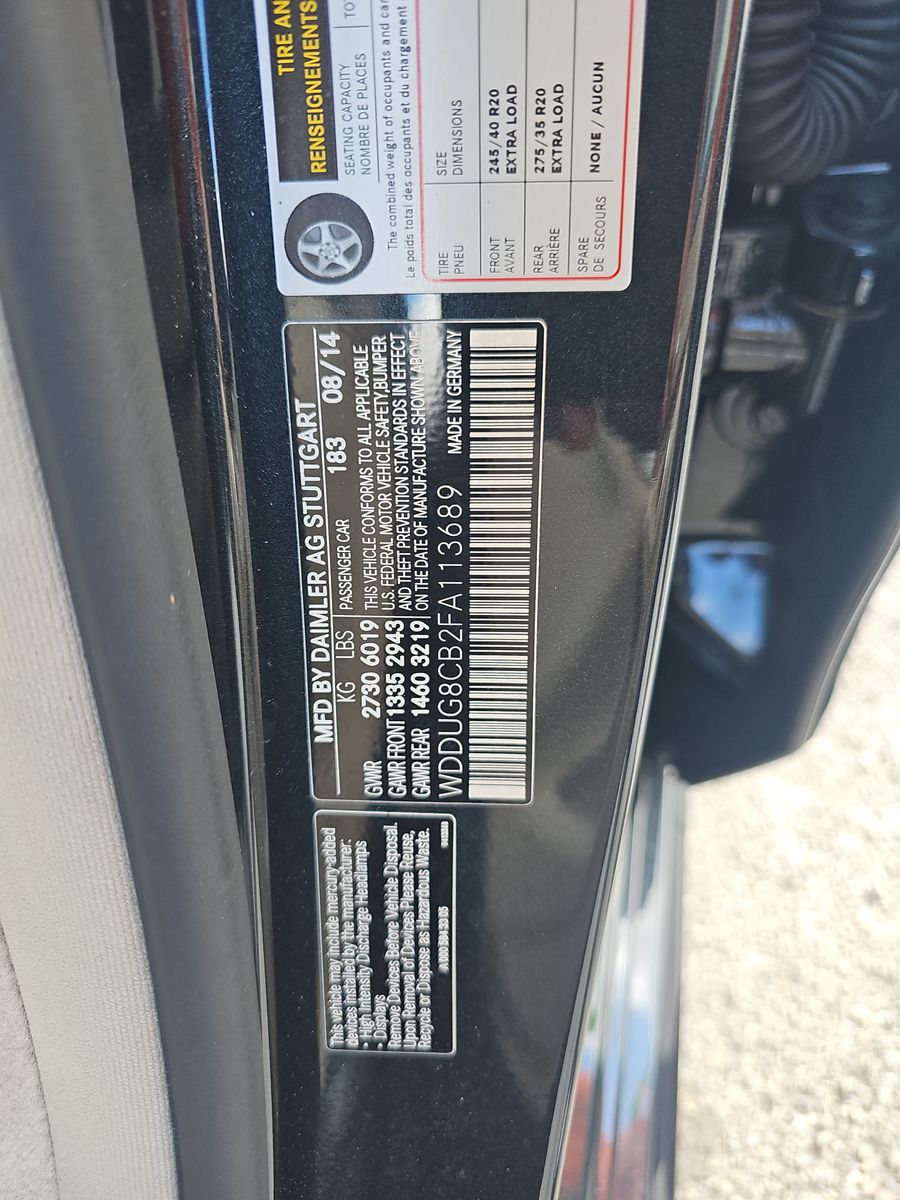 TIRE AN
RENSEIGNEMENTS
SEATING CAPACITY
NOMBRE DE PLACES
TO
The combined weight of occupants and car
Le poids total des occupants et du chargement
TIRE
PNEU
SIZE
DIMENSIONS
FRONT
AVANT
245/40 R20
EXTRA LOAD
REAR
ARRIÈRE
275/35 R20
EXTRA LOAD
SPARE
DE SECOURS
NONE / AUCUN
MFD BY DAIMLER AG STUTTGART
KG LBS PASSENGER CAR 183 08/14
GVWR 2730 6019
GAWR FRONT 1335 2943
GAWR REAR 1460 3219
THIS VEHICLE CONFORMS TO ALL APPLICABLE
U.S. FEDERAL MOTOR VEHICLE SAFETY, BUMPER
AND THEFT PREVENTION STANDARDS IN EFFECT
ON THE DATE OF MANUFACTURE SHOWN ABOVE
WDDUG8CB2FA113689 MADE IN GERMANY
This vehicle may include mercury-added
devices installed by the manufacturer:
• High Intensity Discharge Headlamps
• Displays
Remove Devices Before Vehicle Disposal.
Upon Removal of Devices Please Reuse,
Recycle or Dispose as Hazardous Waste.
A 000 584 33 05